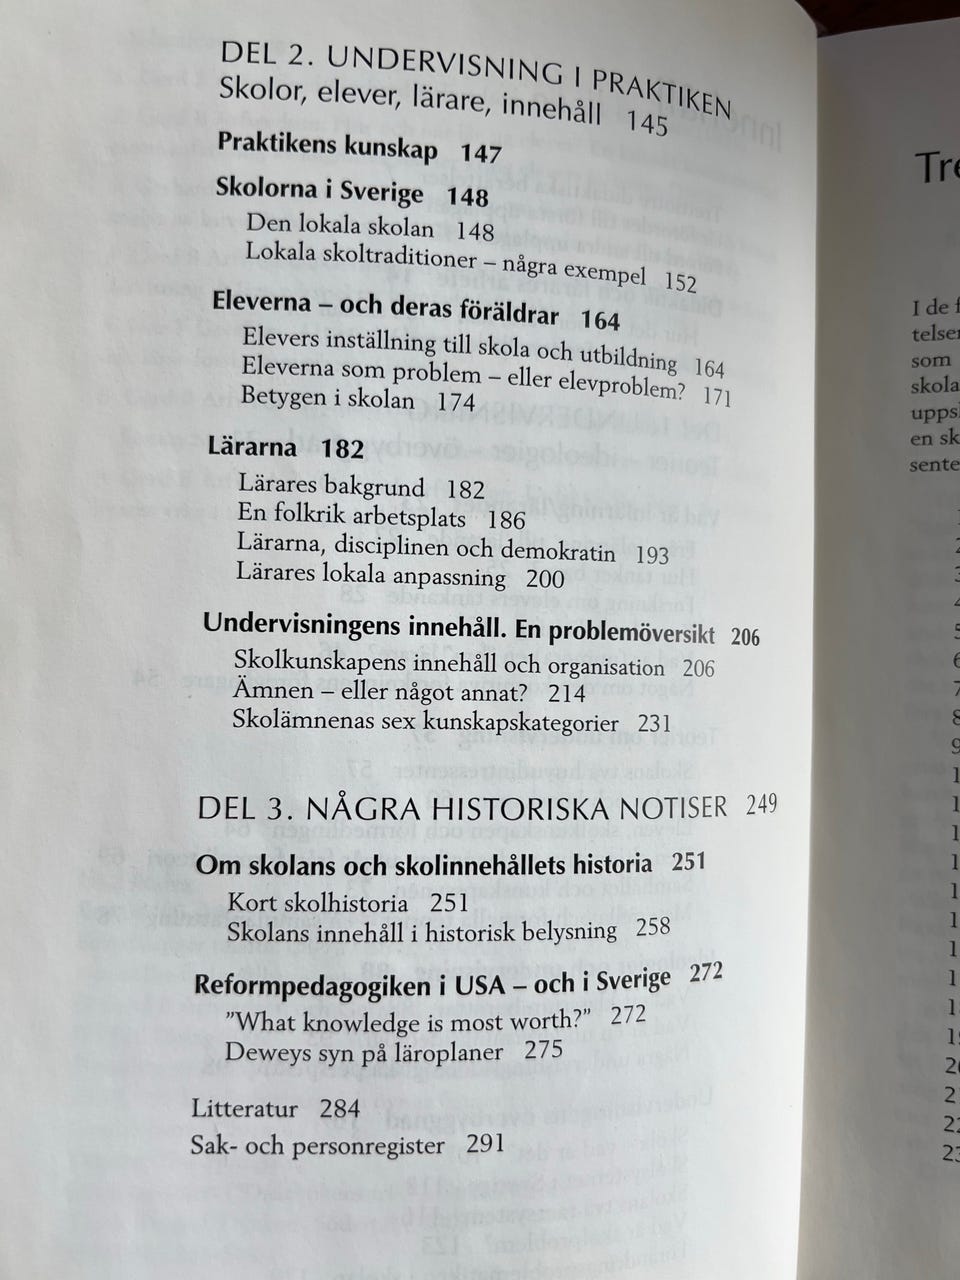 DEL 2. UNDERVISNING I PRAKTIKEN
Skolor, elever, lärare, innehåll 145
Praktikens kunskap 147
Skolorna i Sverige 148
Den lokala skolan 148
Lokala skoltraditioner – några exempel 152
Eleverna – och deras föräldrar 164
Elevers inställning till skola och utbildning 164
Eleverna som problem – eller elevproblem? 171
Betygen i skolan 174
Lärarna 182
Lärares bakgrund 182
En folkrik arbetsplats 186
Lärarna, disciplinen och demokratin 193
Lärares lokala anpassning 200
Undervisningens innehåll. En problemöversikt 206
Skolkunskapens innehåll och organisation 206
Ämnen – eller något annat? 214
Skolämnenas sex kunskapskategorier 231
DEL 3. NÅGRA HISTORISKA NOTISER 249
Om skolans och skolinnehållets historia 251
Kort skolhistoria 251
Skolans innehåll i historisk belysning 258
Reformpedagogiken i USA – och i Sverige 272
”What knowledge is most worth?” 272
Deweys syn på läroplaner 275
Litteratur 284
Sak- och personregister 291
I de
som
en